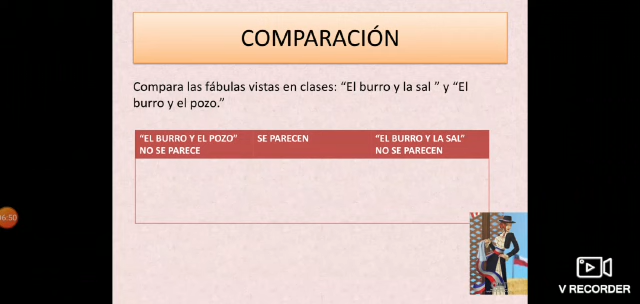 COMPARACIÓN
Compara las fábulas vistas en clases: “El burro y la sal ” y “El
burro y el pozo.”
“EL BURRO Y EL POZO” SE PARECEN “EL BURRO Y LA SAL”
NO SE PARECE NO SE PARECEN
V RECORDER